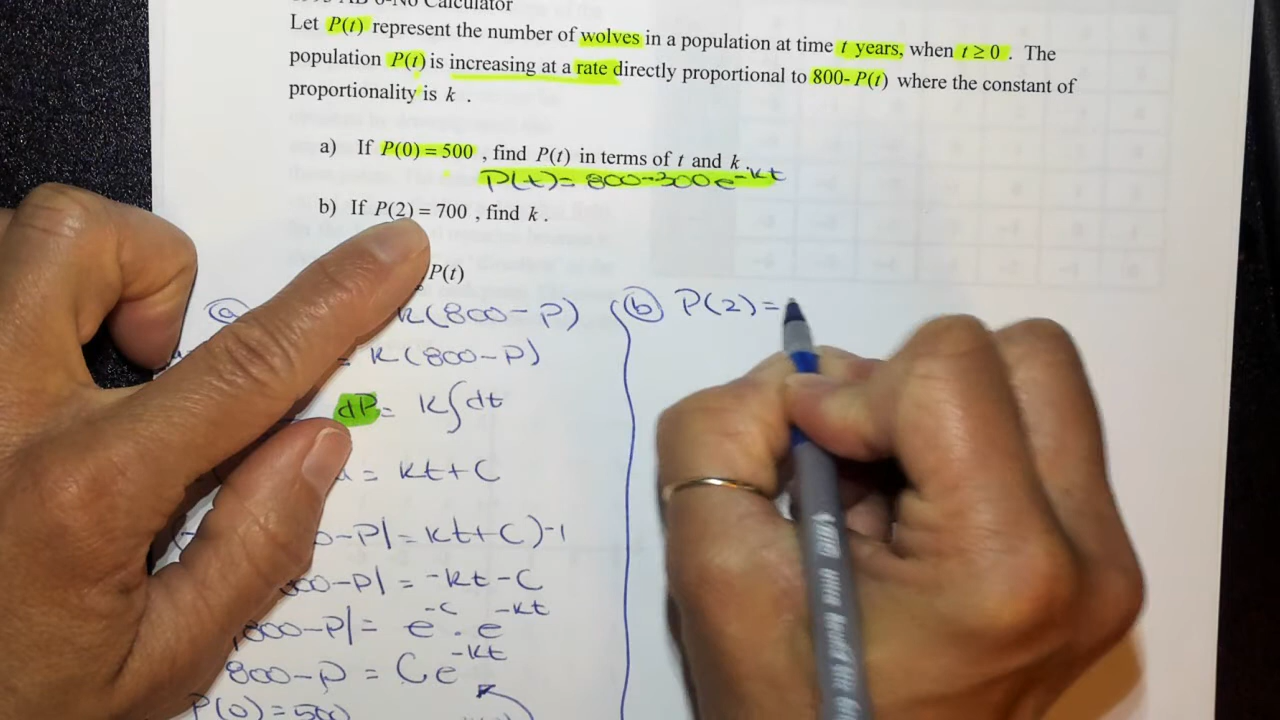 Calculator
Let P(t) represent the number of wolves in a population at time t years, when t ≥ 0 . The
population P(t) is increasing at a rate directly proportional to 800- P(t) where the constant of
proportionality is k .
a) If P(0) = 500 , find P(t) in terms of t and k .
P(t) = 800-300e^-kt
b) If P(2) = 700 , find k .
P(t)
a k(800-P)
= k(800-P)
dP = k∫dt
= kt+C
-P| = kt+C)-1
800-P| = -kt-C
800-P| = e^-C . e^-kt
800-P = Ce^-kt
P(0)=500
b P(2)=